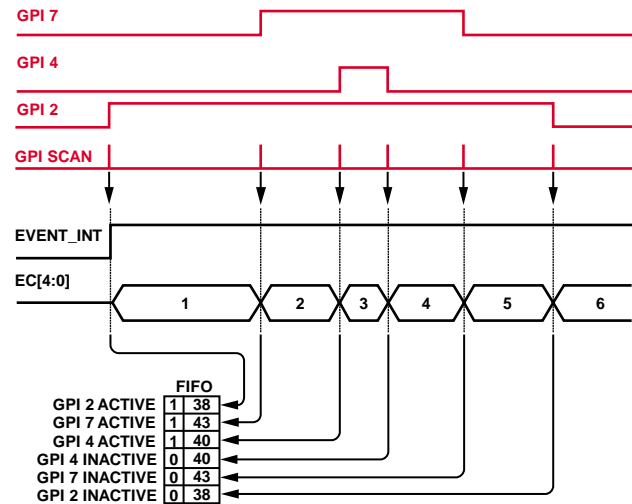 GPI 7
GPI 4
GPI 2
GPI SCAN
EVENT_INT
EC[4:0]
1 2 3 4 5 6
FIFO
GPI 2 ACTIVE 1 38
GPI 7 ACTIVE 1 43
GPI 4 ACTIVE 1 40
GPI 4 INACTIVE 0 40
GPI 7 INACTIVE 0 43
GPI 2 INACTIVE 0 38